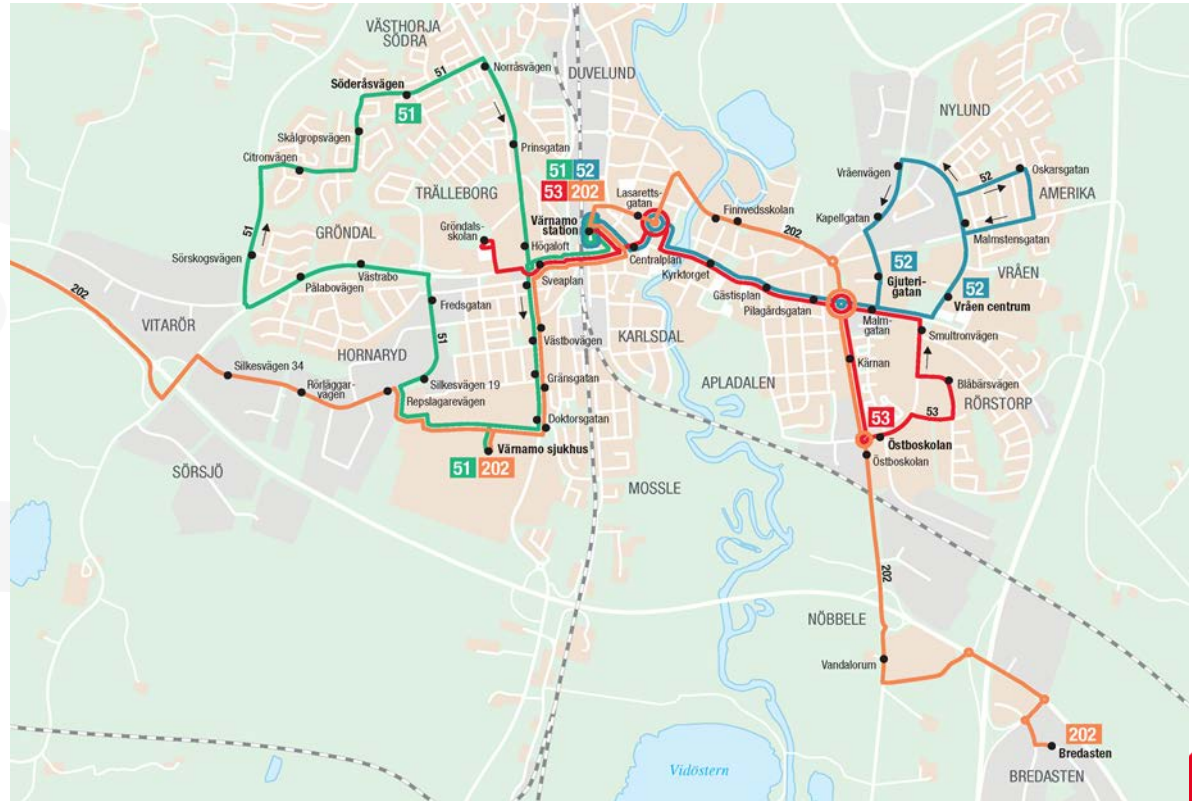 VÄSTHORJA
SÖDRA
51
Norråsvägen
DUVELUND
Söderåsvägen
51
NYLUND
Skålgropsvägen
Prinsgatan
Citronvägen
51 52
53 202
Vråenvägen
52
Oskarsgatan
TRÄLLEBORG
Lasaretts-
gatan
AMERIKA
Gröndals-
skolan
Värnamo
station
Finnvedsskolan
Kapellgatan
202
Malmstensgatan
GRÖNDAL
51
Högaloft
Centralplan
Sörskogsvägen
Västrabo
Sveaplan
Kyrktorget
52
VRÅEN
Pålabovägen
Gjuteri-
gatan
52
202
Fredsgatan
Gästisplan
Pilagårdsgatan
Malm-
gatan
Vråen centrum
VITARÖR
51
Västbovägen
KARLSDAL
Smultronvägen
HORNARYD
Kärnan
Silkesvägen 34
Silkesvägen 19
Gränsgatan
APLADALEN
Blåbärsvägen
Rörläggar-
vägen
Repslagarevägen
RÖRSTORP
Doktorsgatan
53
53
Värnamo sjukhus
Östboskolan
Östboskolan
51 202
SÖRSJÖ
MOSSLE
202
NÖBBELE
Vandalorum
202
Bredasten
Vidöstern
BREDASTEN